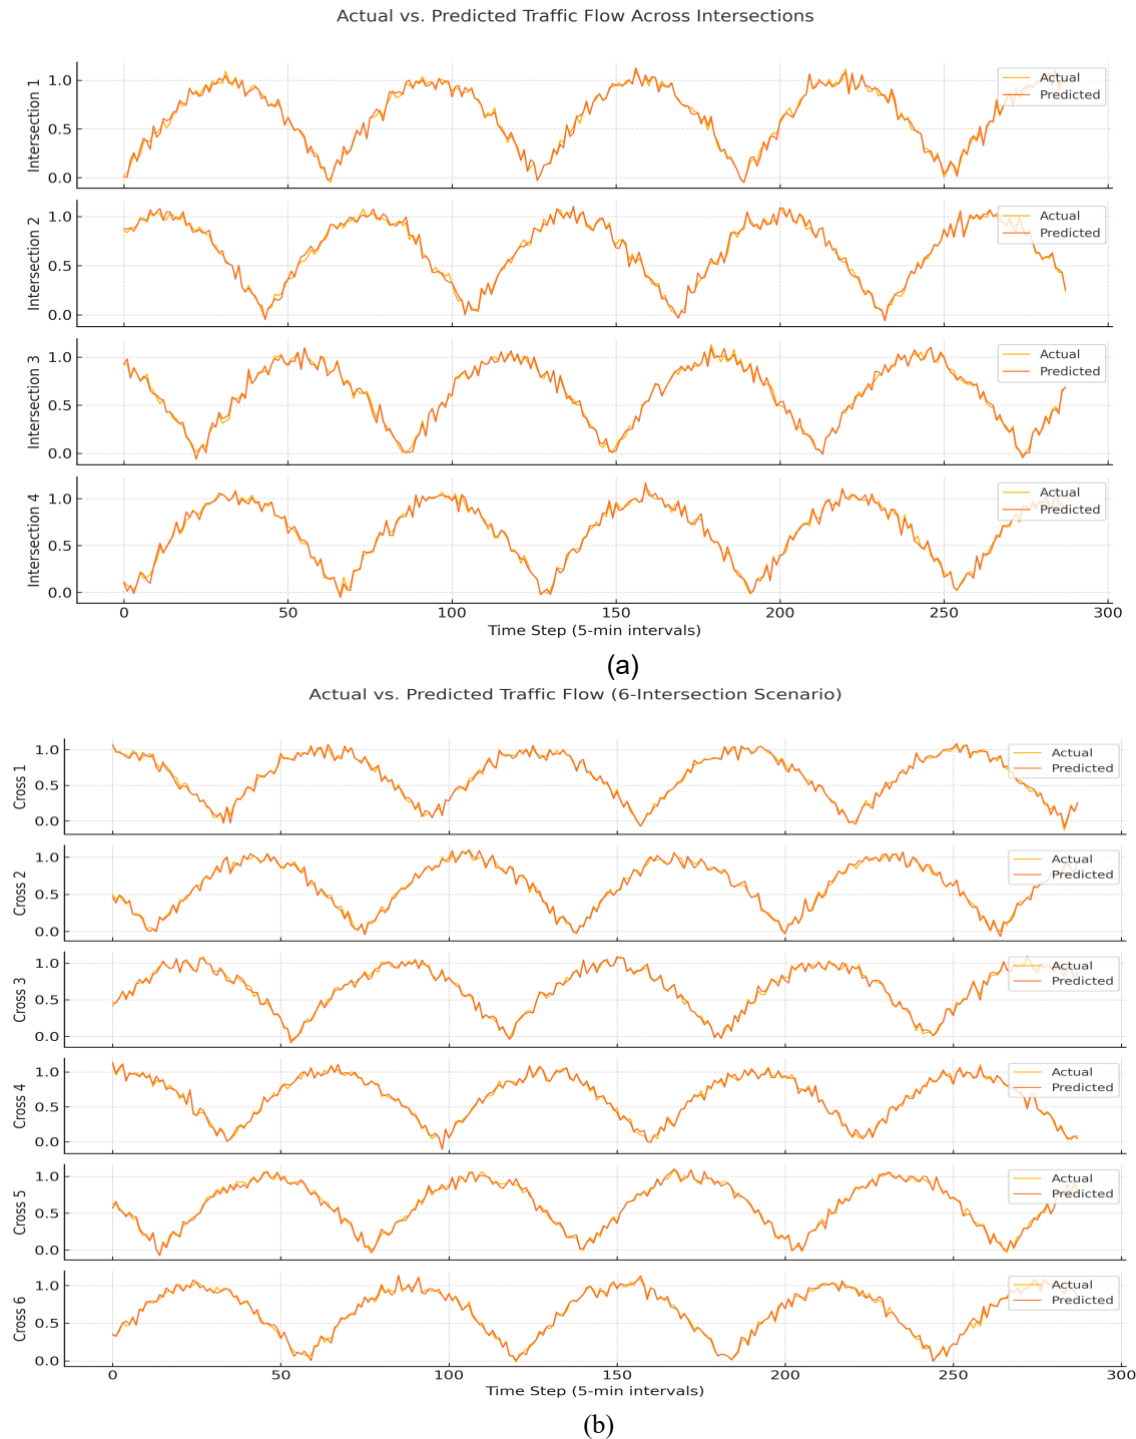 Actual vs. Predicted Traffic Flow Across Intersections
Intersection 1
1.0
0.5
0.0
Actual
Predicted
Intersection 2
1.0
0.5
0.0
Actual
Predicted
Intersection 3
1.0
0.5
0.0
Actual
Predicted
Intersection 4
1.0
0.5
0.0
Actual
Predicted
0 50 100 150 200 250 300
Time Step (5-min intervals)
(a)
Actual vs. Predicted Traffic Flow (6-Intersection Scenario)
Cross 1
1.0
0.5
0.0
Actual
Predicted
Cross 2
1.0
0.5
0.0
Actual
Predicted
Cross 3
1.0
0.5
0.0
Actual
Predicted
Cross 4
1.0
0.5
0.0
Actual
Predicted
Cross 5
1.0
0.5
0.0
Actual
Predicted
Cross 6
1.0
0.5
0.0
Actual
Predicted
0 50 100 150 200 250 300
Time Step (5-min intervals)
(b)